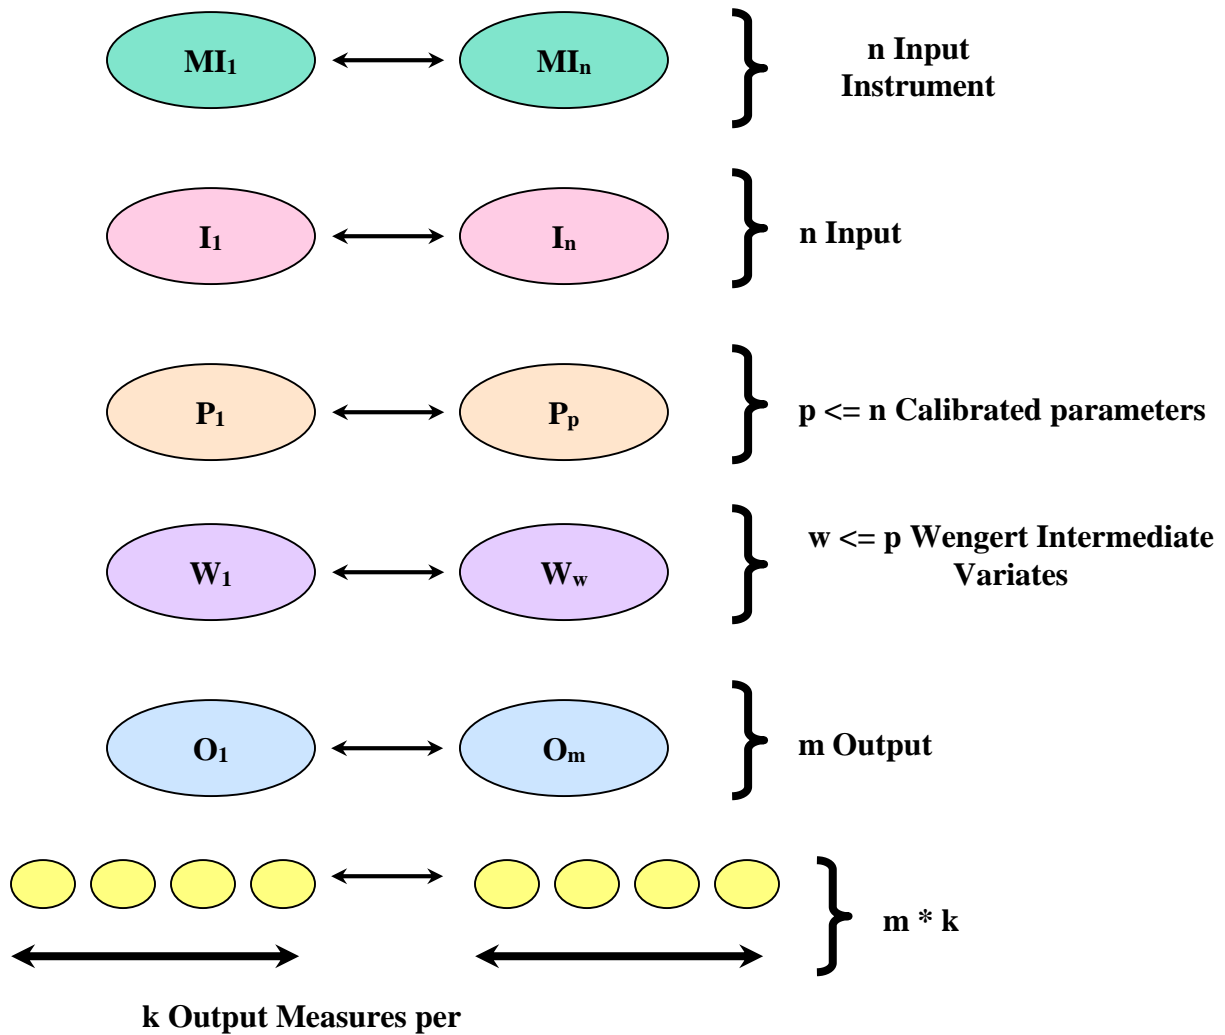 MI1 MIn n Input
Instrument
I1 In n Input
P1 Pp p <= n Calibrated parameters
W1 Ww w <= p Wengert Intermediate
Variates
O1 Om m Output
m * k
k Output Measures per